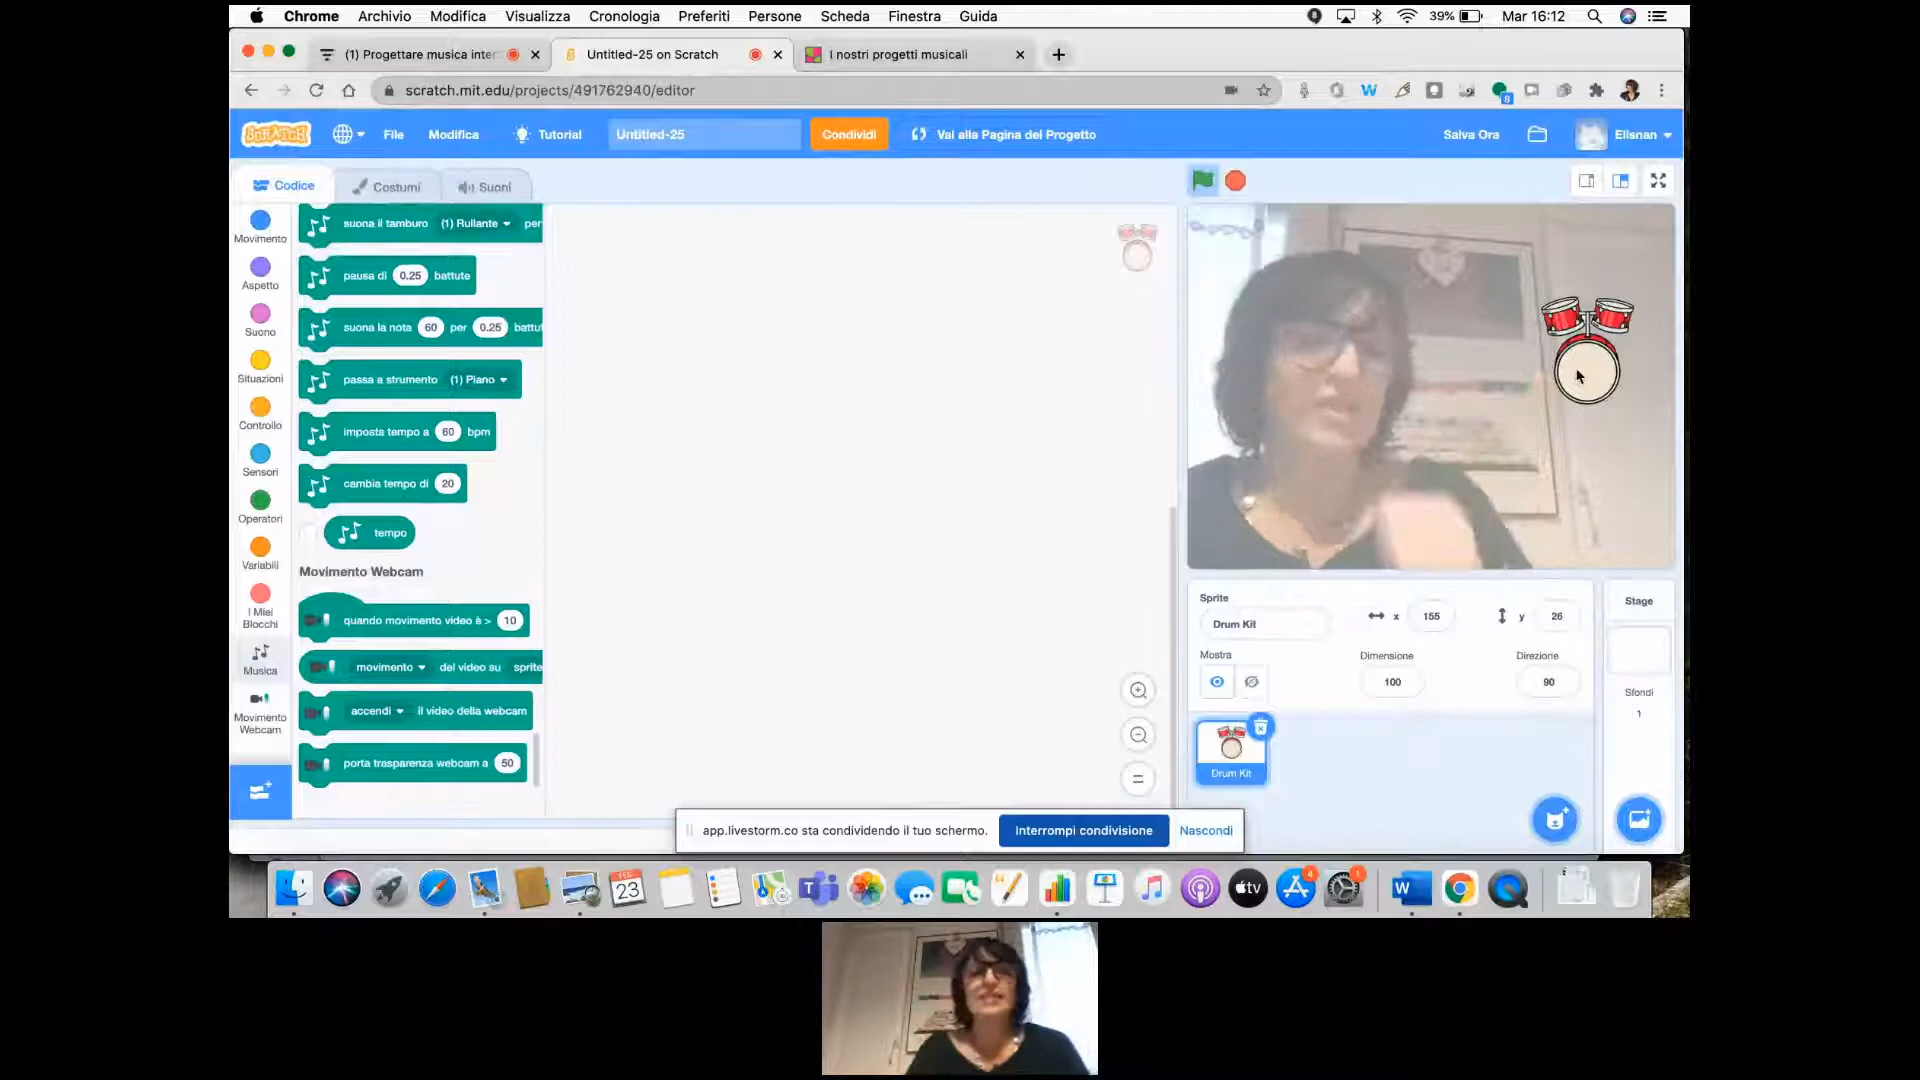 Chrome Archivio Modifica Visualizza Cronologia Preferiti Persone Scheda Finestra Guida 39% Mar 16:12
(1) Progettare musica inter Untitled-25 on Scratch I nostri progetti musicali
scratch.mit.edu/projects/491762940/editor
SCRATCH File Modifica Tutorial Untitled-25 Condividi Vai alla Pagina del Progetto Salva Ora Elisnan
Codice Costumi Suoni
Movimento
Aspetto
Suono
Situazioni
Controllo
Sensori
Operatori
Variabili
I Miei
Blocchi
Musica
Movimento
Webcam
suona il tamburo (1) Rullante per
pausa di 0.25 battute
suona la nota 60 per 0.25 battut
passa a strumento (1) Piano
imposta tempo a 60 bpm
cambia tempo di 20
tempo
Movimento Webcam
quando movimento video è > 10
movimento del video su sprite
accendi il video della webcam
porta trasparenza webcam a 50
Sprite
Drum Kit x 155 y 26
Mostra Dimensione Direzione
100 90
Drum Kit
Stage
Sfondi
1
app.livestorm.co sta condividendo il tuo schermo. Interrompi condivisione Nascondi
FEB
23
tv
4
1
W